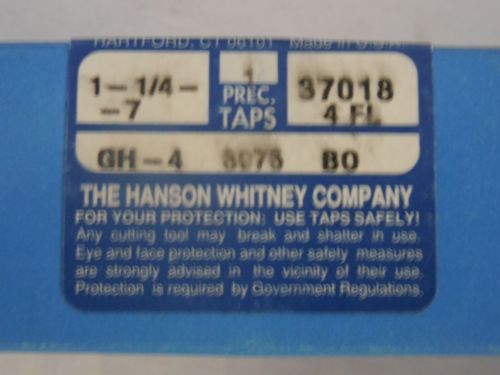 HARTFORD, CT 06101 Made in U.S.A.
1-1/4-
-7
1
PREC.
TAPS
37018
4 FL
GH-4 BO
THE HANSON WHITNEY COMPANY
FOR YOUR PROTECTION: USE TAPS SAFELY!
Any cutting tool may break and shatter in use.
Eye and face protection and other safety measures
are strongly advised in the vicinity of their use.
Protection is required by Government Regulations.